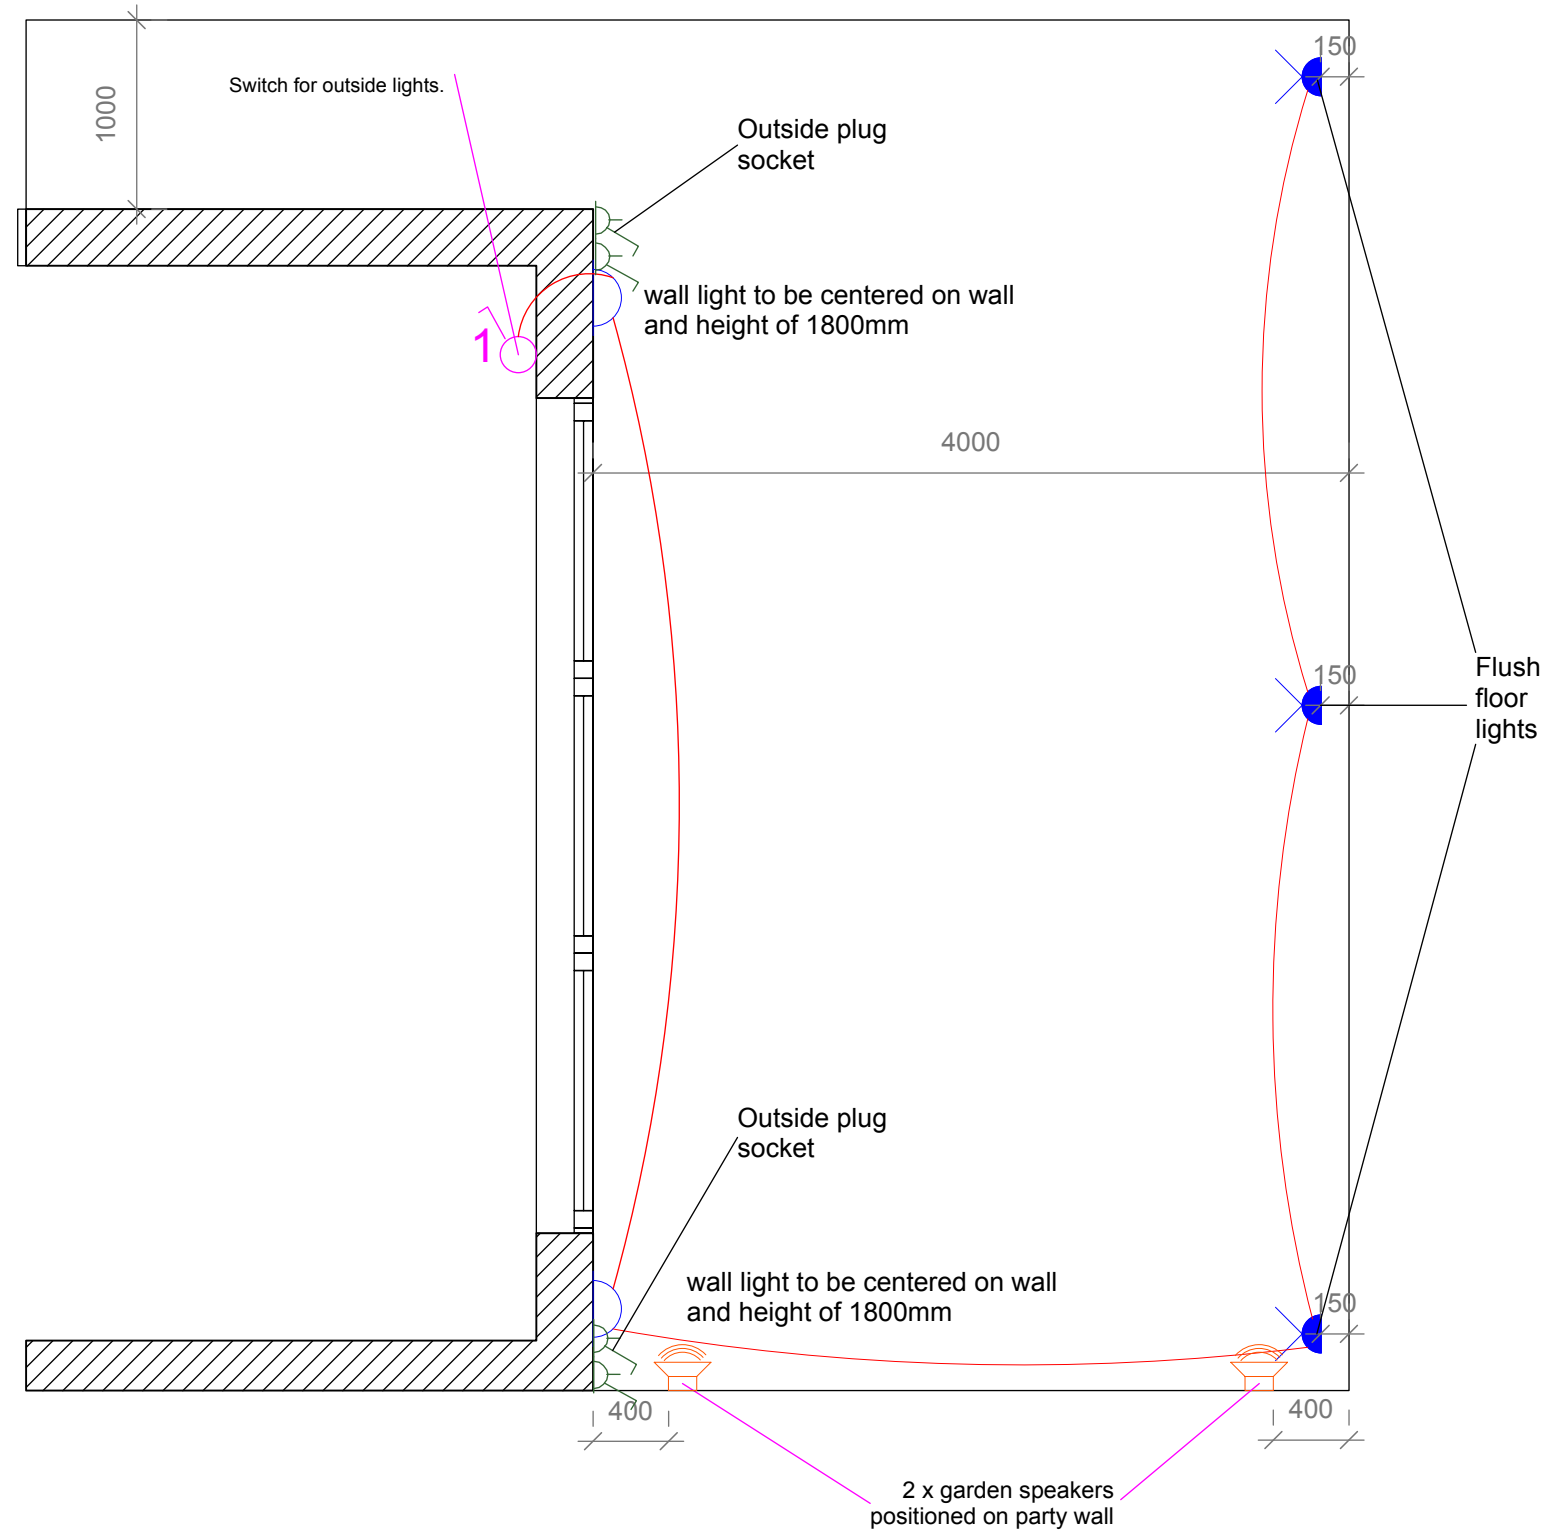 150
Switch for outside lights.
1000
Outside plug
socket
wall light to be centered on wall
and height of 1800mm
1
4000
Flush
floor
lights
150
Outside plug
socket
wall light to be centered on wall
and height of 1800mm
150
400
400
2 x garden speakers
positioned on party wall